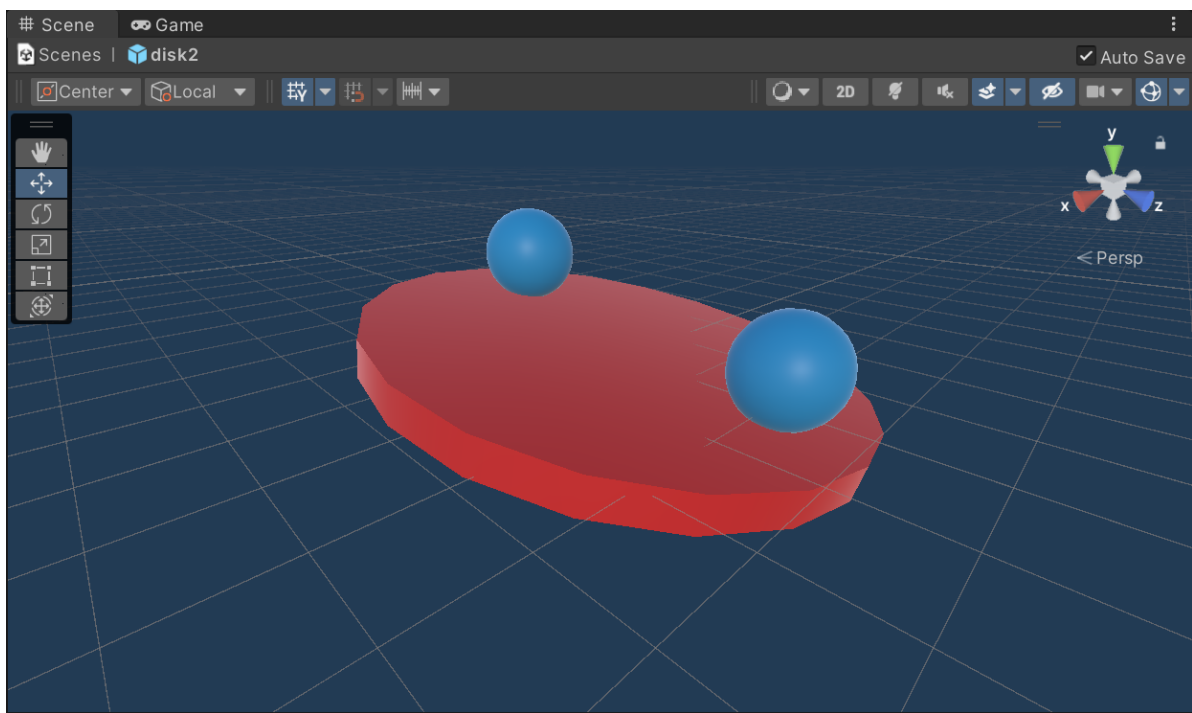 Scene Game
Scenes | disk2 Auto Save
Center Local 2D
y
x z
Persp